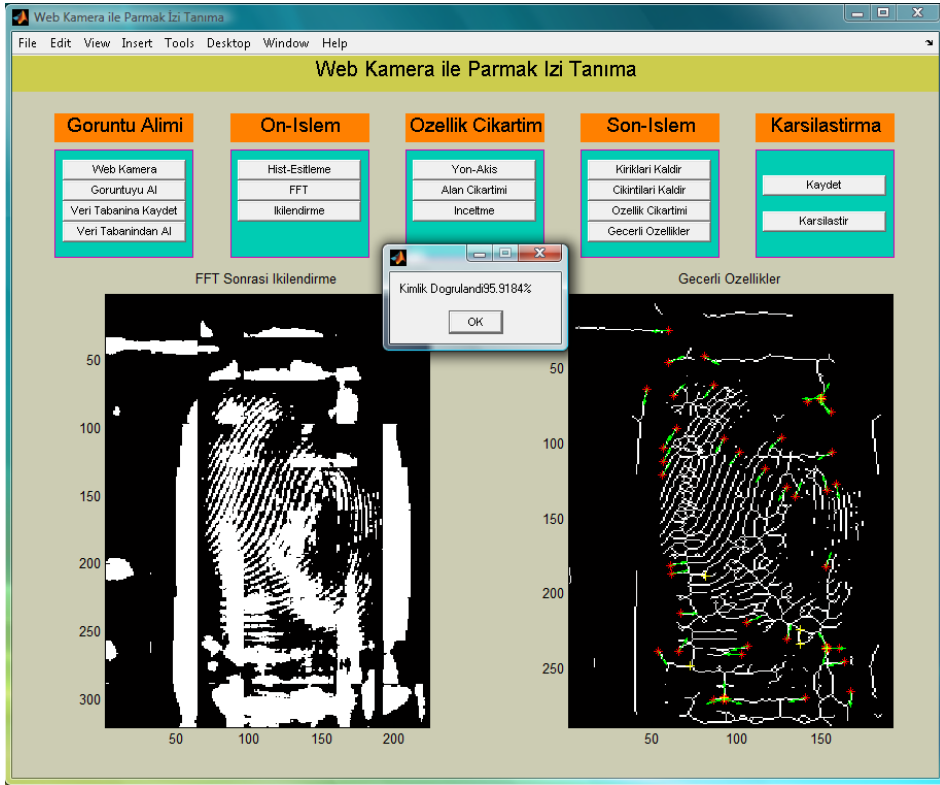 Web Kamera ile Parmak İzi Tanıma
File Edit View Insert Tools Desktop Window Help
Web Kamera ile Parmak Izi Tanıma
Goruntu Alimi
On-Islem
Ozellik Cikartim
Son-Islem
Karsilastirma
Web Kamera
Goruntuyu Al
Veri Tabanina Kaydet
Veri Tabanindan Al
Hist-Esitleme
FFT
Ikilendirme
Yon-Akis
Alan Cikartimi
Inceltme
Kiriklari Kaldir
Cikintilari Kaldir
Ozellik Cikartimi
Gecerli Ozellikler
Kaydet
Karsilastir
Kimlik Dogrulandi95.9184%
OK
FFT Sonrasi Ikilendirme
50
100
150
200
250
300
50 100 150 200
Gecerli Ozellikler
50
100
150
200
250
50 100 150